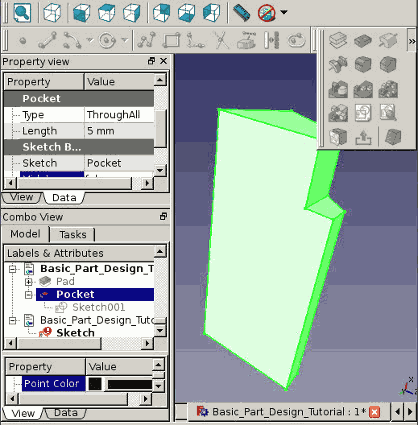 Property view
Property Value
Pocket
Type ThroughAll
Length 5 mm
Sketch B...
Sketch Pocket
View Data
Combo View
Model Tasks
Labels & Attributes
Basic_Part_Design_T
Pad
Pocket
Sketch001
Basic_Part_Design_Tuto
Sketch
Property Value
Point Color
View Data
Basic_Part_Design_Tutorial : 1*
x
»